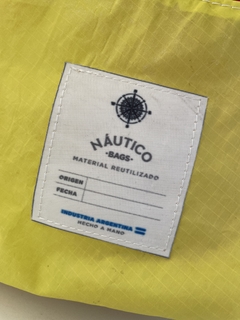 NÁUTICO
·BAGS·
MATERIAL REUTILIZADO
ORIGEN
FECHA
INDUSTRIA ARGENTINA
HECHO A MANO